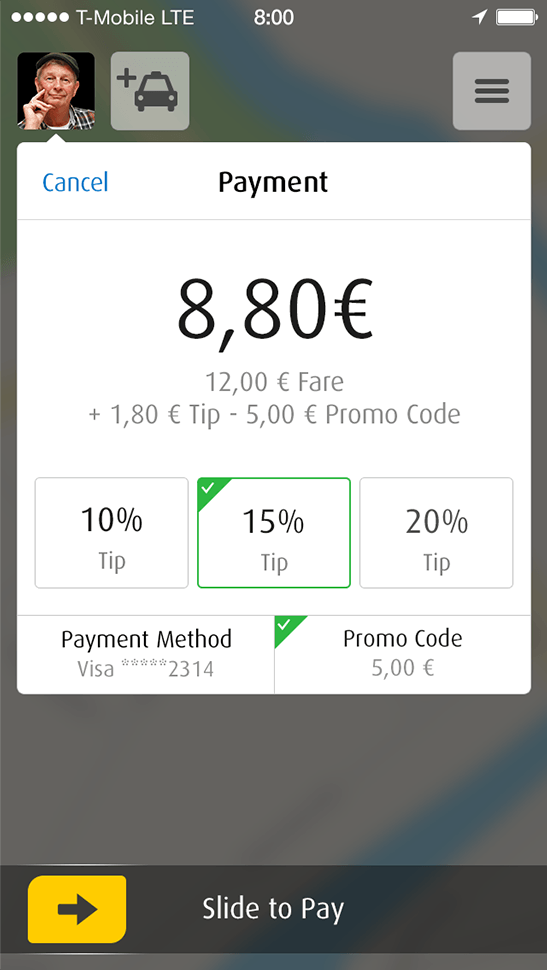 T-Mobile LTE 8:00
Cancel Payment
8,80€
12,00 € Fare
+ 1,80 € Tip - 5,00 € Promo Code
10% 15% 20%
Tip Tip Tip
Payment Method Promo Code
Visa *****2314 5,00 €
Slide to Pay